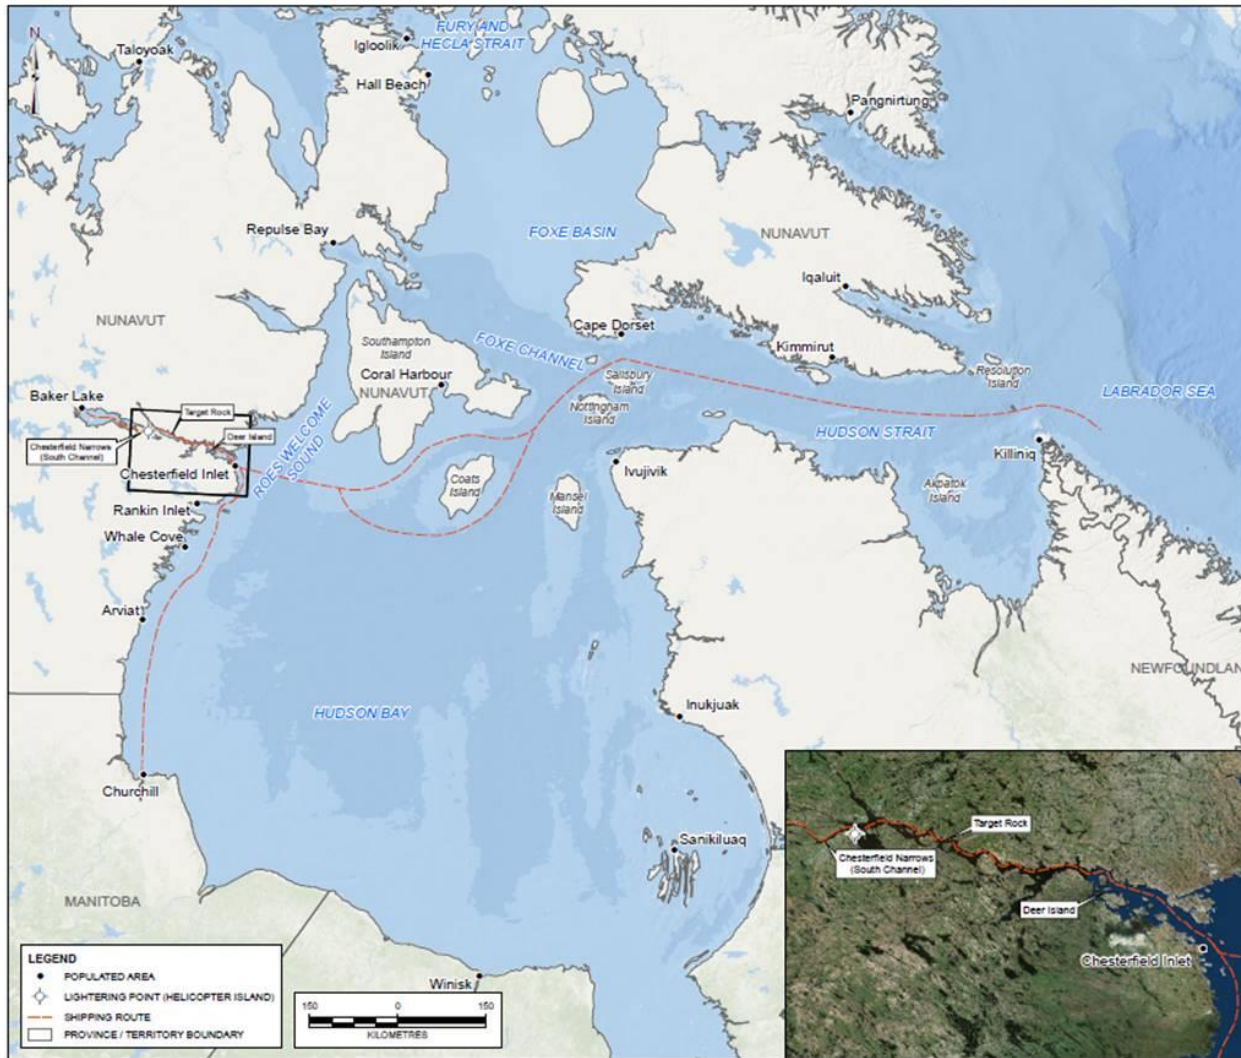 N
Taloyoak
Igloolik
FURY AND
HECLA STRAIT
Hall Beach
Pangnirtung
Repulse Bay
FOXE BASIN
NUNAVUT
Iqaluit
NUNAVUT
Southampton
Island
FOXE CHANNEL
Cape Dorset
Kimmirut
Resolution
Island
Coral Harbour
NUNAVUT
Salisbury
Island
LABRADOR SEA
Baker Lake
Target Rock
Nottingham
Island
HUDSON STRAIT
Deer Island
Chesterfield Narrows
(South Channel)
ROES WELCOME
SOUND
Killiniq
Chesterfield Inlet
Coats
Island
Ivujivik
Akpatok
Island
Mansel
Island
Rankin Inlet
Whale Cove
Arviat
NEWFOUNDLAN
HUDSON BAY
Inukjuak
Churchill
Sanikiluaq
MANITOBA
Winisk
LEGEND
POPULATED AREA
LIGHTERING POINT (HELICOPTER ISLAND)
SHIPPING ROUTE
PROVINCE / TERRITORY BOUNDARY
150 0 150
KILOMETRES
Target Rock
Chesterfield Narrows
(South Channel)
Deer Island
Chesterfield Inlet